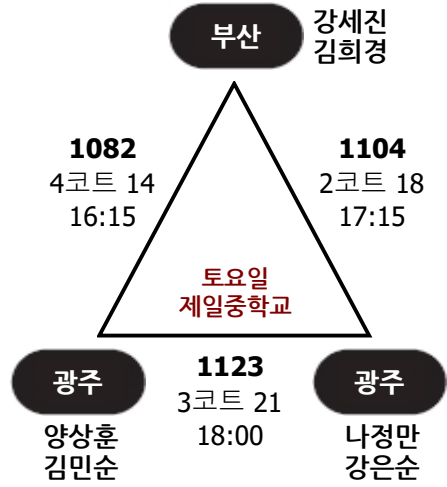 부산
강세진
김희경
1082
4코트 14
16:15
1104
2코트 18
17:15
토요일
제일중학교
광주
양상훈
김민순
1123
3코트 21
18:00
광주
나정만
강은순